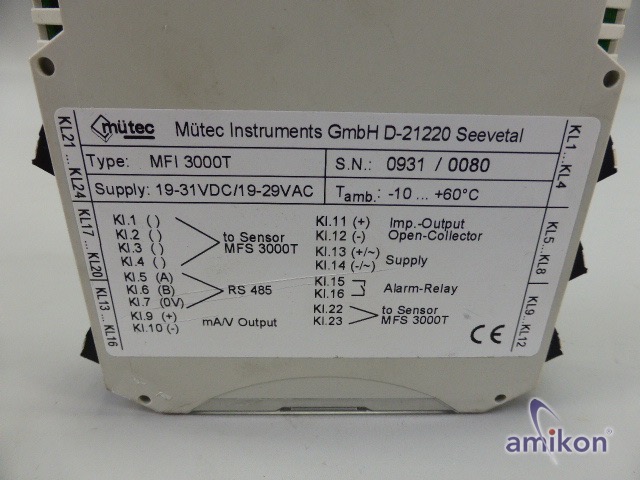 mütec Mütec Instruments GmbH D-21220 Seevetal
Type: MFI 3000T S.N.: 0931 / 0080
Supply: 19-31VDC/19-29VAC Tamb.: -10 ... +60°C
Kl.1 ( )
Kl.2 ( )
Kl.3 ( )
Kl.4 ( )
to Sensor
MFS 3000T
Kl.5 (A)
Kl.6 (B)
Kl.7 (0V)
RS 485
Kl.9 (+)
Kl.10 (-)
mA/V Output
Kl.11 (+) Imp.-Output
Kl.12 (-) Open-Collector
Kl.13 (+/~)
Kl.14 (-/~)
Supply
Kl.15
Kl.16
Alarm-Relay
Kl.22
Kl.23
to Sensor
MFS 3000T
CE
KL21 ... KL24
KL17 ... KL20
KL13 ... KL16
KL1 ... KL4
KL5 ... KL8
KL9 ... KL12
amikon